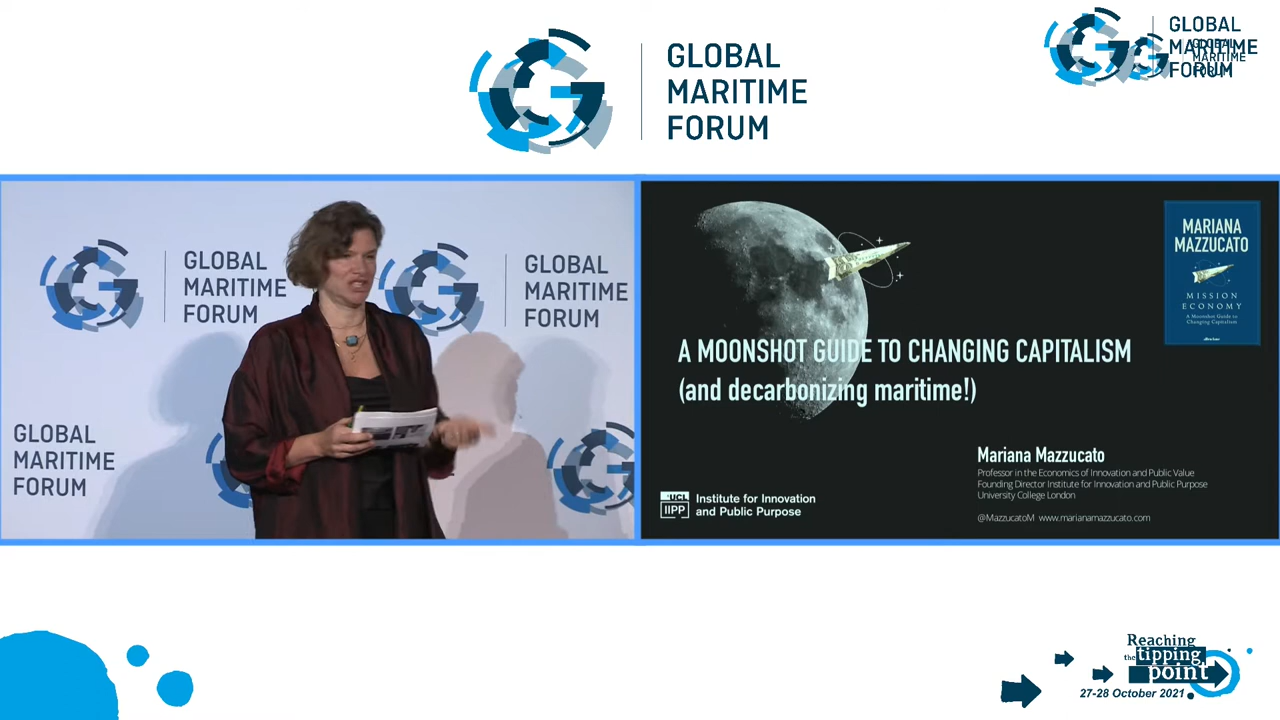 GLOBAL
MARITIME
FORUM
GLOBAL
MARITIME
FORUM
GLOBAL
MARITIME
FORUM
GLOBAL
MARITIME
FORUM
GLOBAL
MARITIME
FORUM
GLOBAL
MARITIME
FORUM
MARIANA
MAZZUCATO
MISSION
ECONOMY
A Moonshot Guide to
Changing Capitalism
A MOONSHOT GUIDE TO CHANGING CAPITALISM
(and decarbonizing maritime!)
Mariana Mazzucato
Professor in the Economics of Innovation and Public Value
Founding Director Institute for Innovation and Public Purpose
University College London
@MazzucatoM www.marianamazzucato.com
UCL
IIPP
Institute for Innovation
and Public Purpose
Reaching
the tipping
point
27-28 October 2021